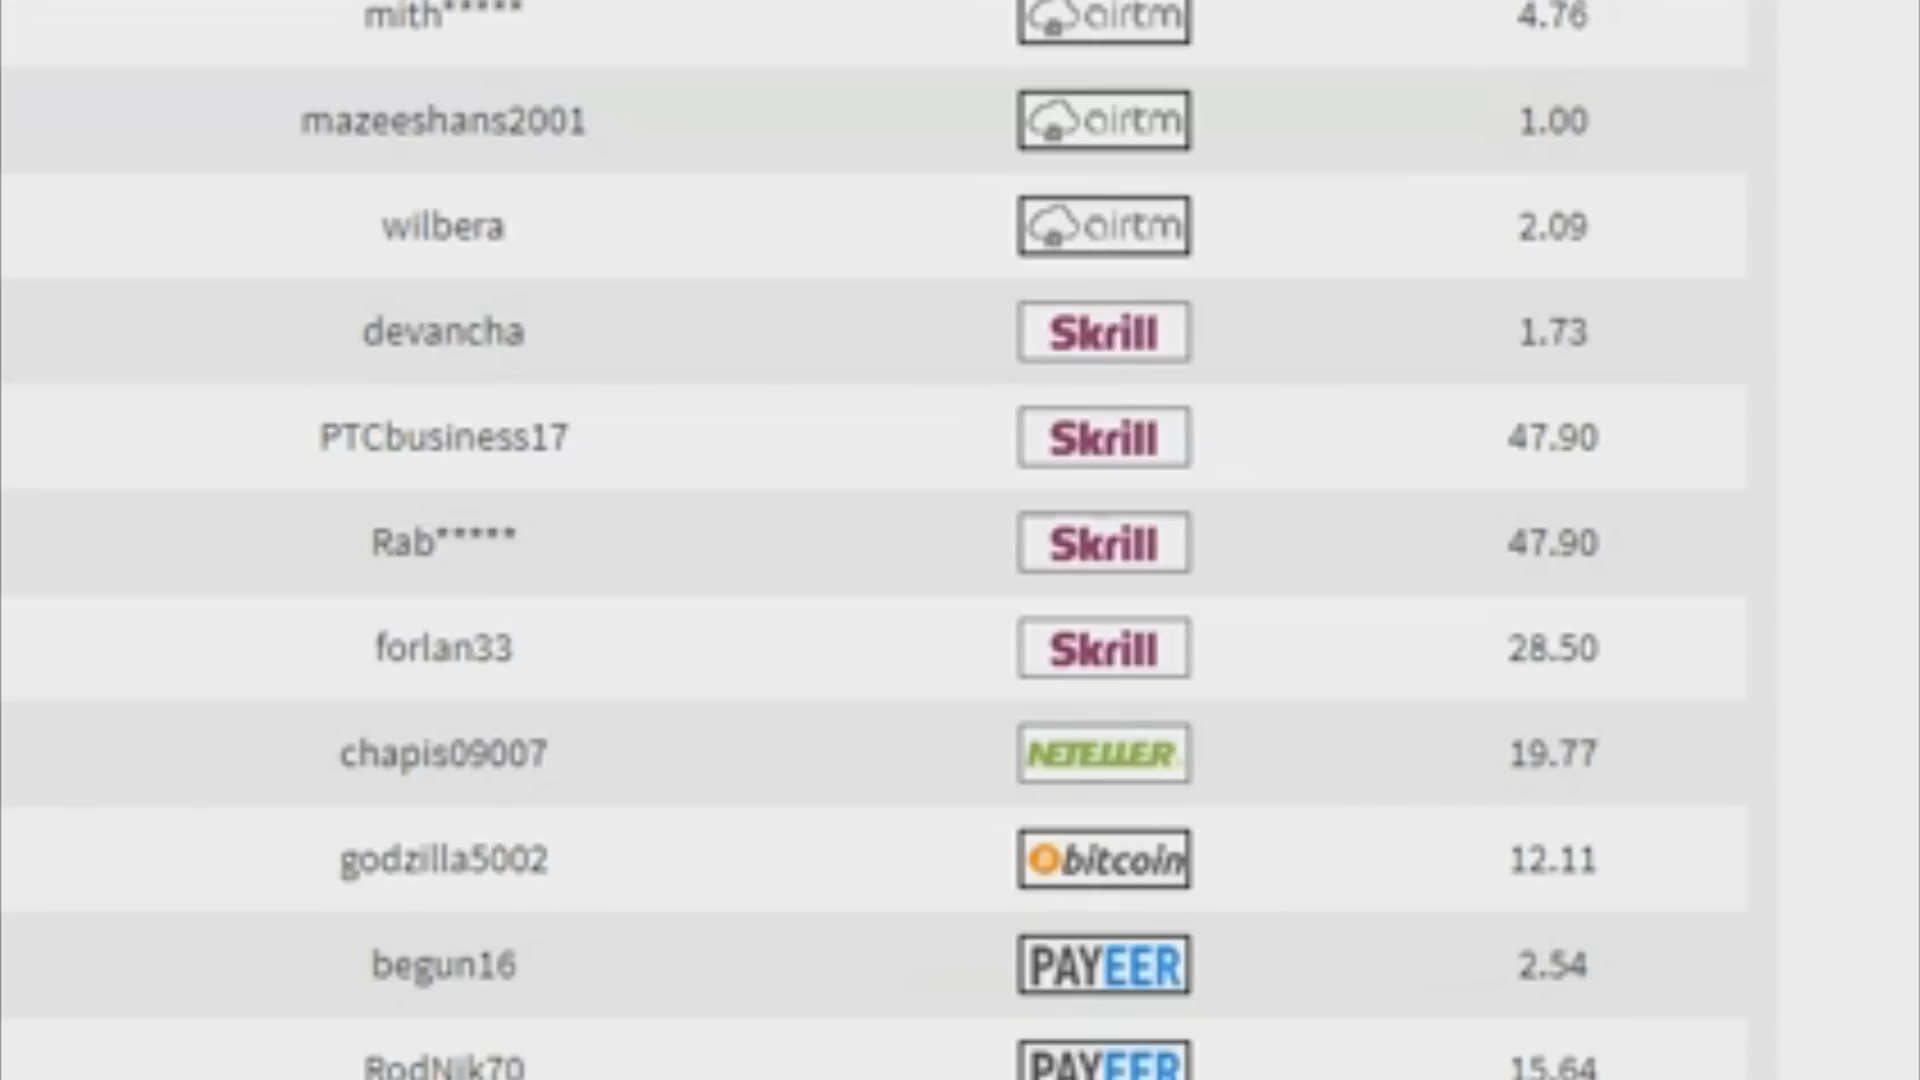 mith***** airtm 4.76
mazeeshans2001 airtm 1.00
wilbera airtm 2.09
devancha Skrill 1.73
PTCbusiness17 Skrill 47.90
Rab***** Skrill 47.90
forlan33 Skrill 28.50
chapis09007 NETELLER 19.77
godzilla5002 bitcoin 12.11
begun16 PAYEER 2.54
RodNik70 PAYEER 15.64